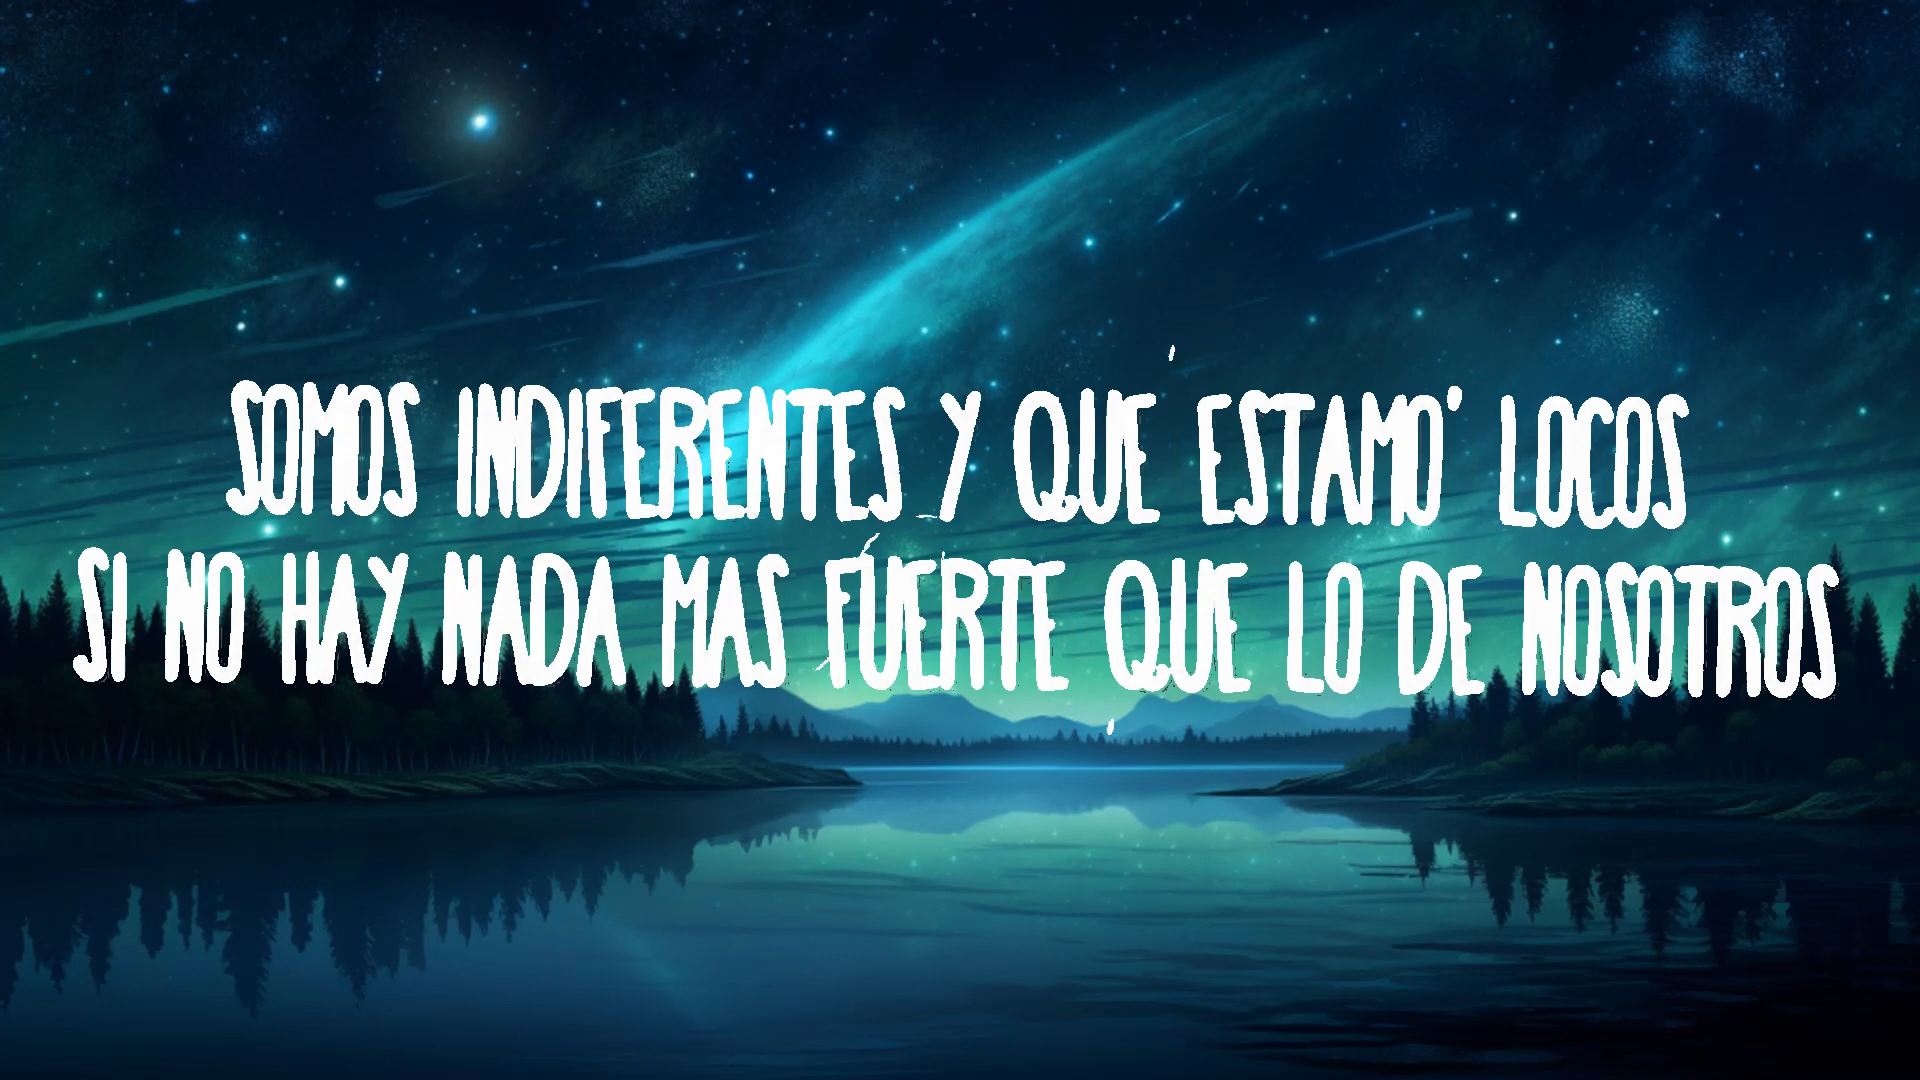 SOMOS INDIFERENTES Y QUE ESTAMO' LOCOS
SI NO HAY NADA MAS FUERTE QUE LO DE NOSOTROS